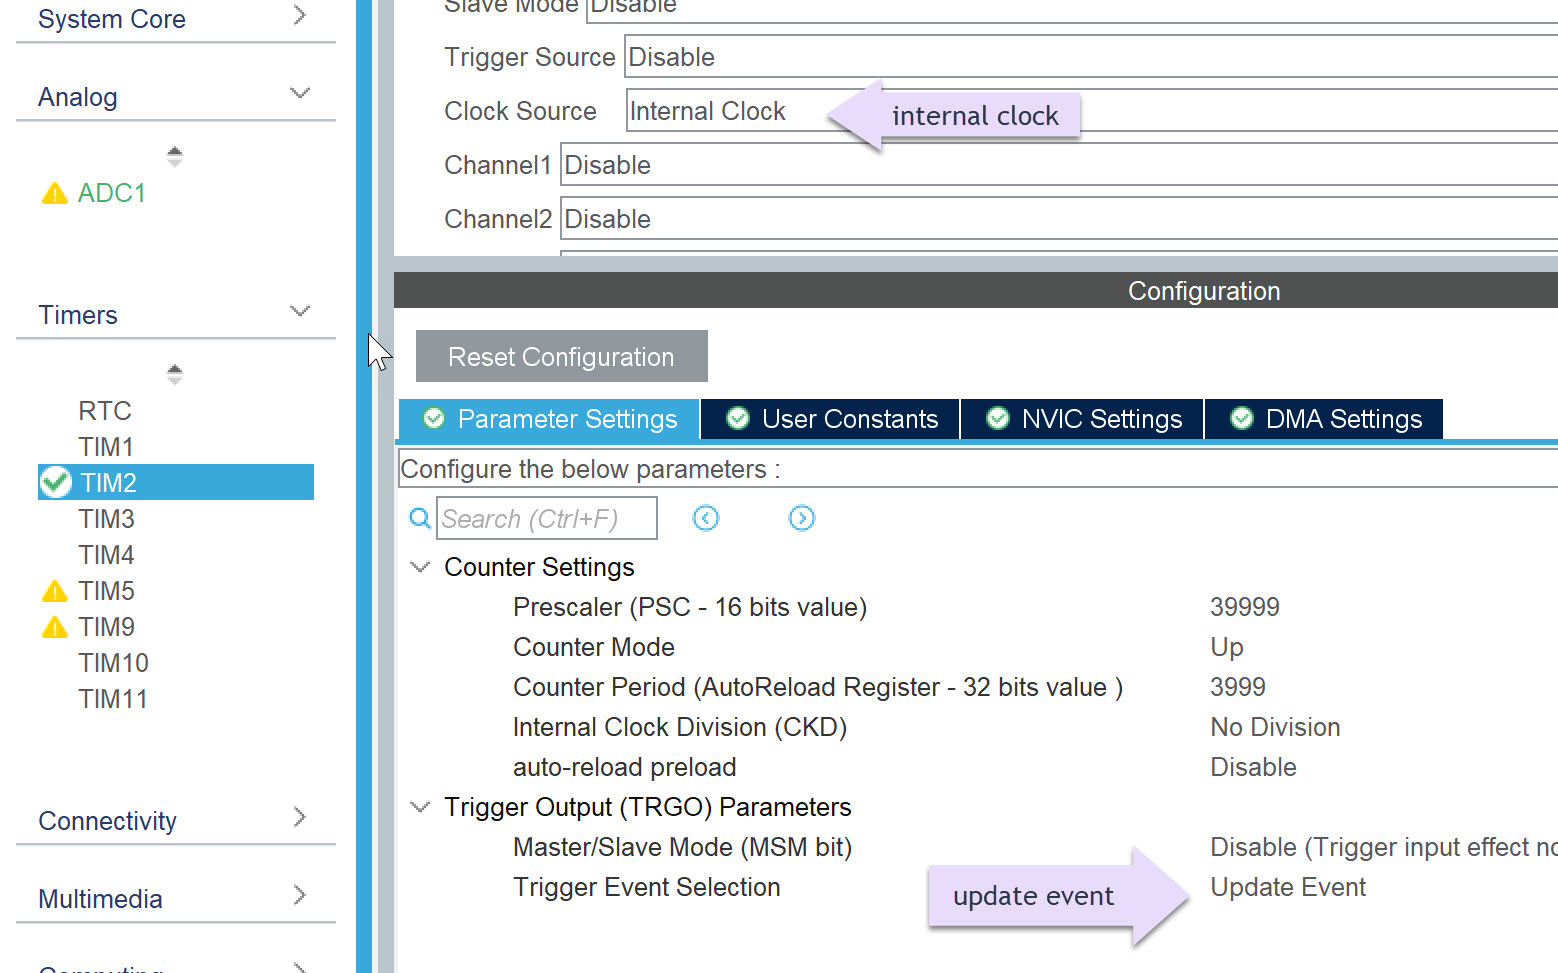 System Core
Analog
ADC1
Timers
RTC
TIM1
TIM2
TIM3
TIM4
TIM5
TIM9
TIM10
TIM11
Connectivity
Multimedia
Computing
Slave Mode Disable
Trigger Source Disable
Clock Source Internal Clock
internal clock
Channel1 Disable
Channel2 Disable
Configuration
Reset Configuration
Parameter Settings User Constants NVIC Settings DMA Settings
Configure the below parameters :
Search (Ctrl+F)
Counter Settings
Prescaler (PSC - 16 bits value) 39999
Counter Mode Up
Counter Period (AutoReload Register - 32 bits value ) 3999
Internal Clock Division (CKD) No Division
auto-reload preload Disable
Trigger Output (TRGO) Parameters
Master/Slave Mode (MSM bit) Disable (Trigger input effect no
Trigger Event Selection Update Event
update event